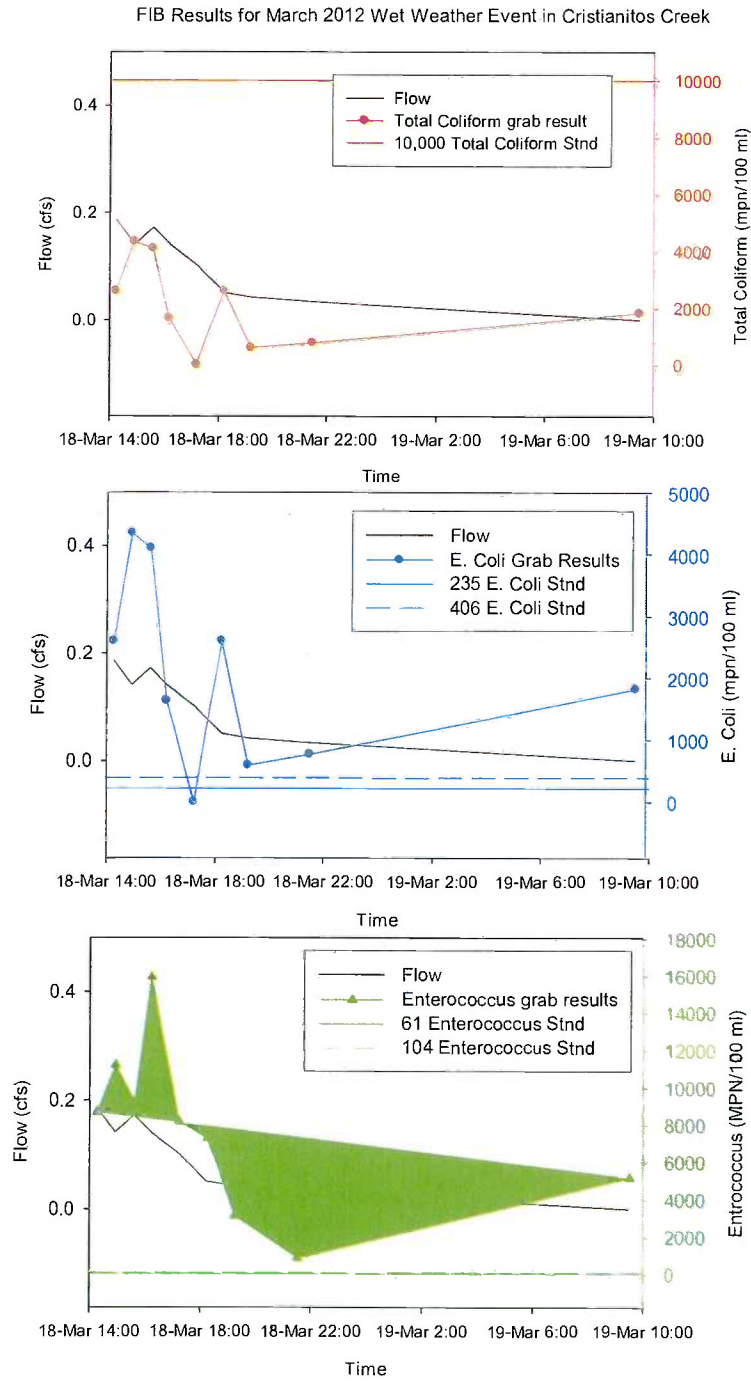 FIB Results for March 2012 Wet Weather Event in Cristianitos Creek
Flow
Total Coliform grab result
10,000 Total Coliform Stnd
0.4
0.2
0.0
Flow (cfs)
10000
8000
6000
4000
2000
0
Total Coliform (mpn/100 ml)
18-Mar 14:00 18-Mar 18:00 18-Mar 22:00 19-Mar 2:00 19-Mar 6:00 19-Mar 10:00
Time
Flow
E. Coli Grab Results
235 E. Coli Stnd
406 E. Coli Stnd
0.4
0.2
0.0
Flow (cfs)
5000
4000
3000
2000
1000
0
E. Coli (mpn/100 ml)
18-Mar 14:00 18-Mar 18:00 18-Mar 22:00 19-Mar 2:00 19-Mar 6:00 19-Mar 10:00
Time
Flow
Enterococcus grab results
61 Enterococcus Stnd
104 Enterococcus Stnd
0.4
0.2
0.0
Flow (cfs)
18000
16000
14000
12000
10000
8000
6000
4000
2000
0
Entrococcus (MPN/100 ml)
18-Mar 14:00 18-Mar 18:00 18-Mar 22:00 19-Mar 2:00 19-Mar 6:00 19-Mar 10:00
Time